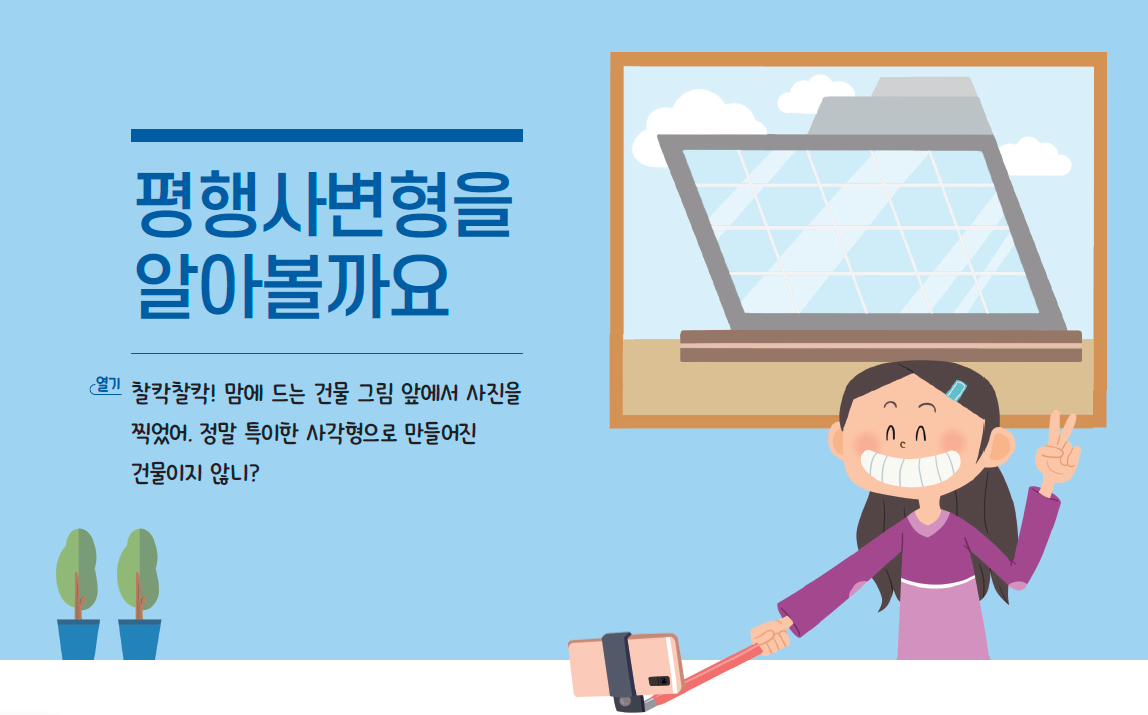 평행사변형을
알아볼까요
열기 찰칵찰칵! 맘에 드는 건물 그림 앞에서 사진을
찍었어. 정말 특이한 사각형으로 만들어진
건물이지 않니?